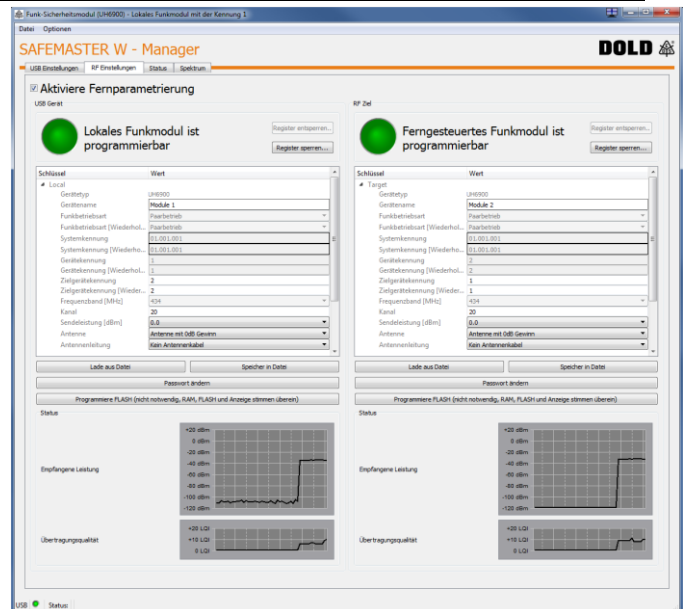 Funk-Sicherheitsmodul (UH6900) - Lokales Funkmodul mit der Kennung 1
Datei Optionen
SAFEMASTER W - Manager
DOLD
USB Einstellungen RF Einstellungen Status Spektrum
Aktiviere Fernparametrierung
USB Gerät
Lokales Funkmodul ist
programmierbar
Register entsperren...
Register sperren...
Schlüssel Wert
Local
Gerätetyp UH6900
Gerätename Module 1
Funkbetriebsart Paarbetrieb
Funkbetriebsart [Wiederhol... Paarbetrieb
Systemkennung 01.001.001
Systemkennung [Wiederho... 01.001.001
Gerätekennung 1
Gerätekennung [Wiederhol... 1
Zielgerätekennung 2
Zielgerätekennung [Wieder... 2
Frequenzband [MHz] 434
Kanal 20
Sendeleistung [dBm] 0.0
Antenne Antenne mit 0dB Gewinn
Antennenleitung Kein Antennenkabel
Lade aus Datei Speicher in Datei
Passwort ändern
Programmiere FLASH (nicht notwendig, RAM, FLASH und Anzeige stimmen überein)
Status
Empfangene Leistung
+20 dBm
0 dBm
-20 dBm
-40 dBm
-60 dBm
-80 dBm
-100 dBm
-120 dBm
Übertragungsqualität
+20 LQI
+10 LQI
0 LQI
RF Ziel
Ferngesteuertes Funkmodul ist
programmierbar
Register entsperren...
Register sperren...
Schlüssel Wert
Target
Gerätetyp UH6900
Gerätename Module 2
Funkbetriebsart Paarbetrieb
Funkbetriebsart [Wiederhol... Paarbetrieb
Systemkennung 01.001.001
Systemkennung [Wiederho... 01.001.001
Gerätekennung 2
Gerätekennung [Wiederhol... 2
Zielgerätekennung 1
Zielgerätekennung [Wieder... 1
Frequenzband [MHz] 434
Kanal 20
Sendeleistung [dBm] 0.0
Antenne Antenne mit 0dB Gewinn
Antennenleitung Kein Antennenkabel
Lade aus Datei Speicher in Datei
Passwort ändern
Programmiere FLASH (nicht notwendig, RAM, FLASH und Anzeige stimmen überein)
Status
Empfangene Leistung
+20 dBm
0 dBm
-20 dBm
-40 dBm
-60 dBm
-80 dBm
-100 dBm
-120 dBm
Übertragungsqualität
+20 LQI
+10 LQI
0 LQI
USB Status: